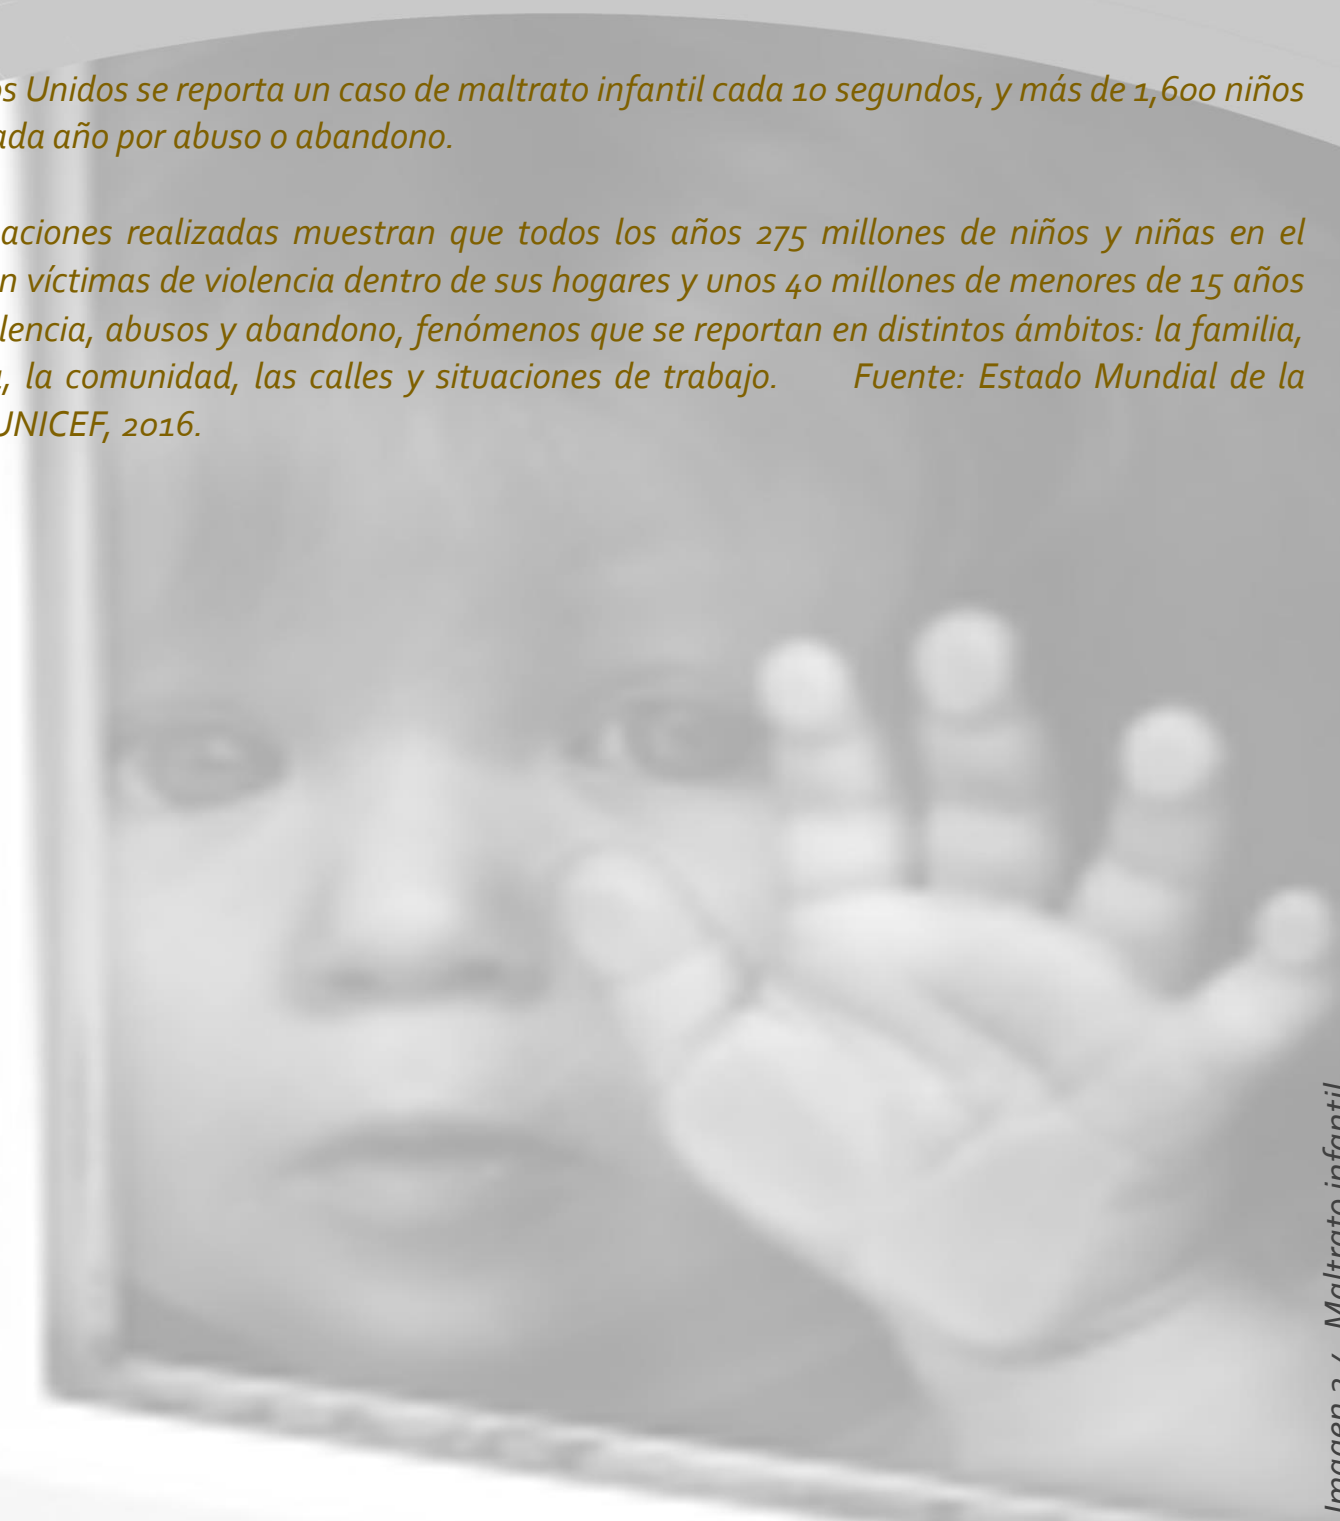 os Unidos se reporta un caso de maltrato infantil cada 10 segundos, y más de 1,600 niños
ada año por abuso o abandono.
aciones realizadas muestran que todos los años 275 millones de niños y niñas en el
n víctimas de violencia dentro de sus hogares y unos 40 millones de menores de 15 años
lencia, abusos y abandono, fenómenos que se reportan en distintos ámbitos: la familia,
, la comunidad, las calles y situaciones de trabajo. Fuente: Estado Mundial de la
UNICEF, 2016.
Maltrato infantil